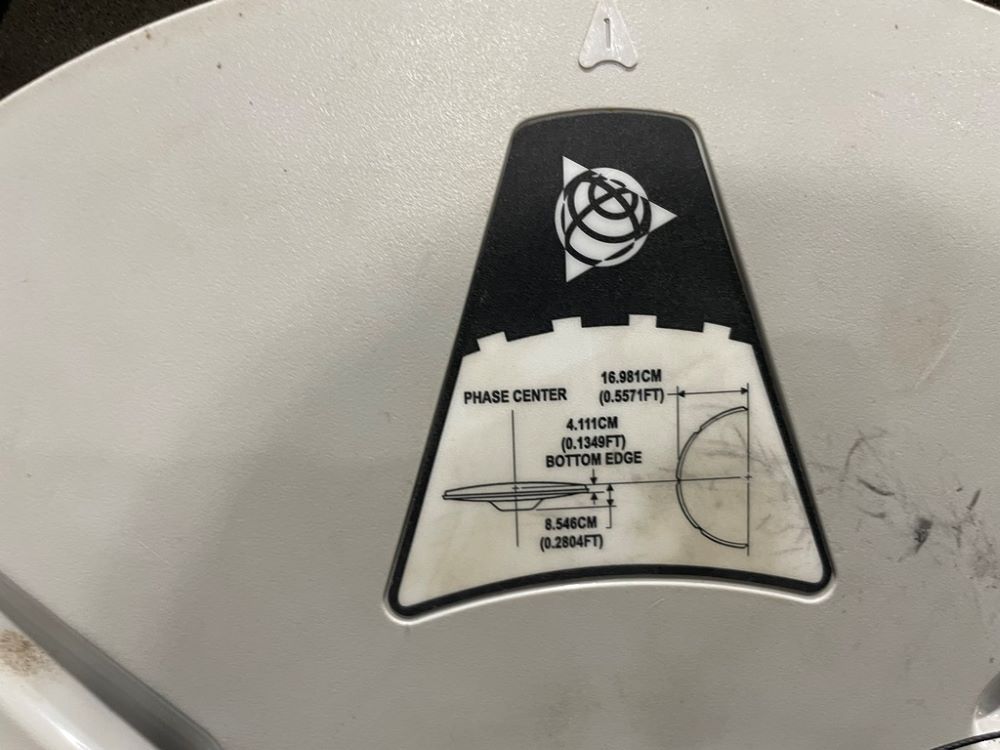 1
16.981CM
(0.5571FT)
PHASE CENTER
4.111CM
(0.1349FT)
BOTTOM EDGE
8.546CM
(0.2804FT)